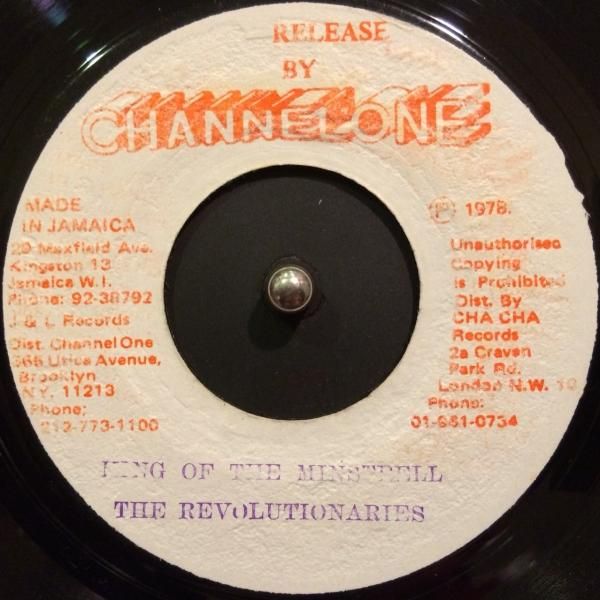 RELEASE
BY
CHANNEL ONE
MADE
IN JAMAICA
29 Maxfield Ave.
Kingston 13
Jamaica W.I.
Phone: 92-38792
J & L Records
Dist. Channel One
365 Utica Avenue,
Brooklyn
N.Y. 11213
Phone:
212-773-1100
℗ 1978.
Unauthorised
Copying
is Prohibited
Dist. By
CHA CHA
Records
2a Craven
Park Rd.
London N.W. 10
Phone:
01-961-0734
KING OF THE MINSTRELL
THE REVOLUTIONARIES